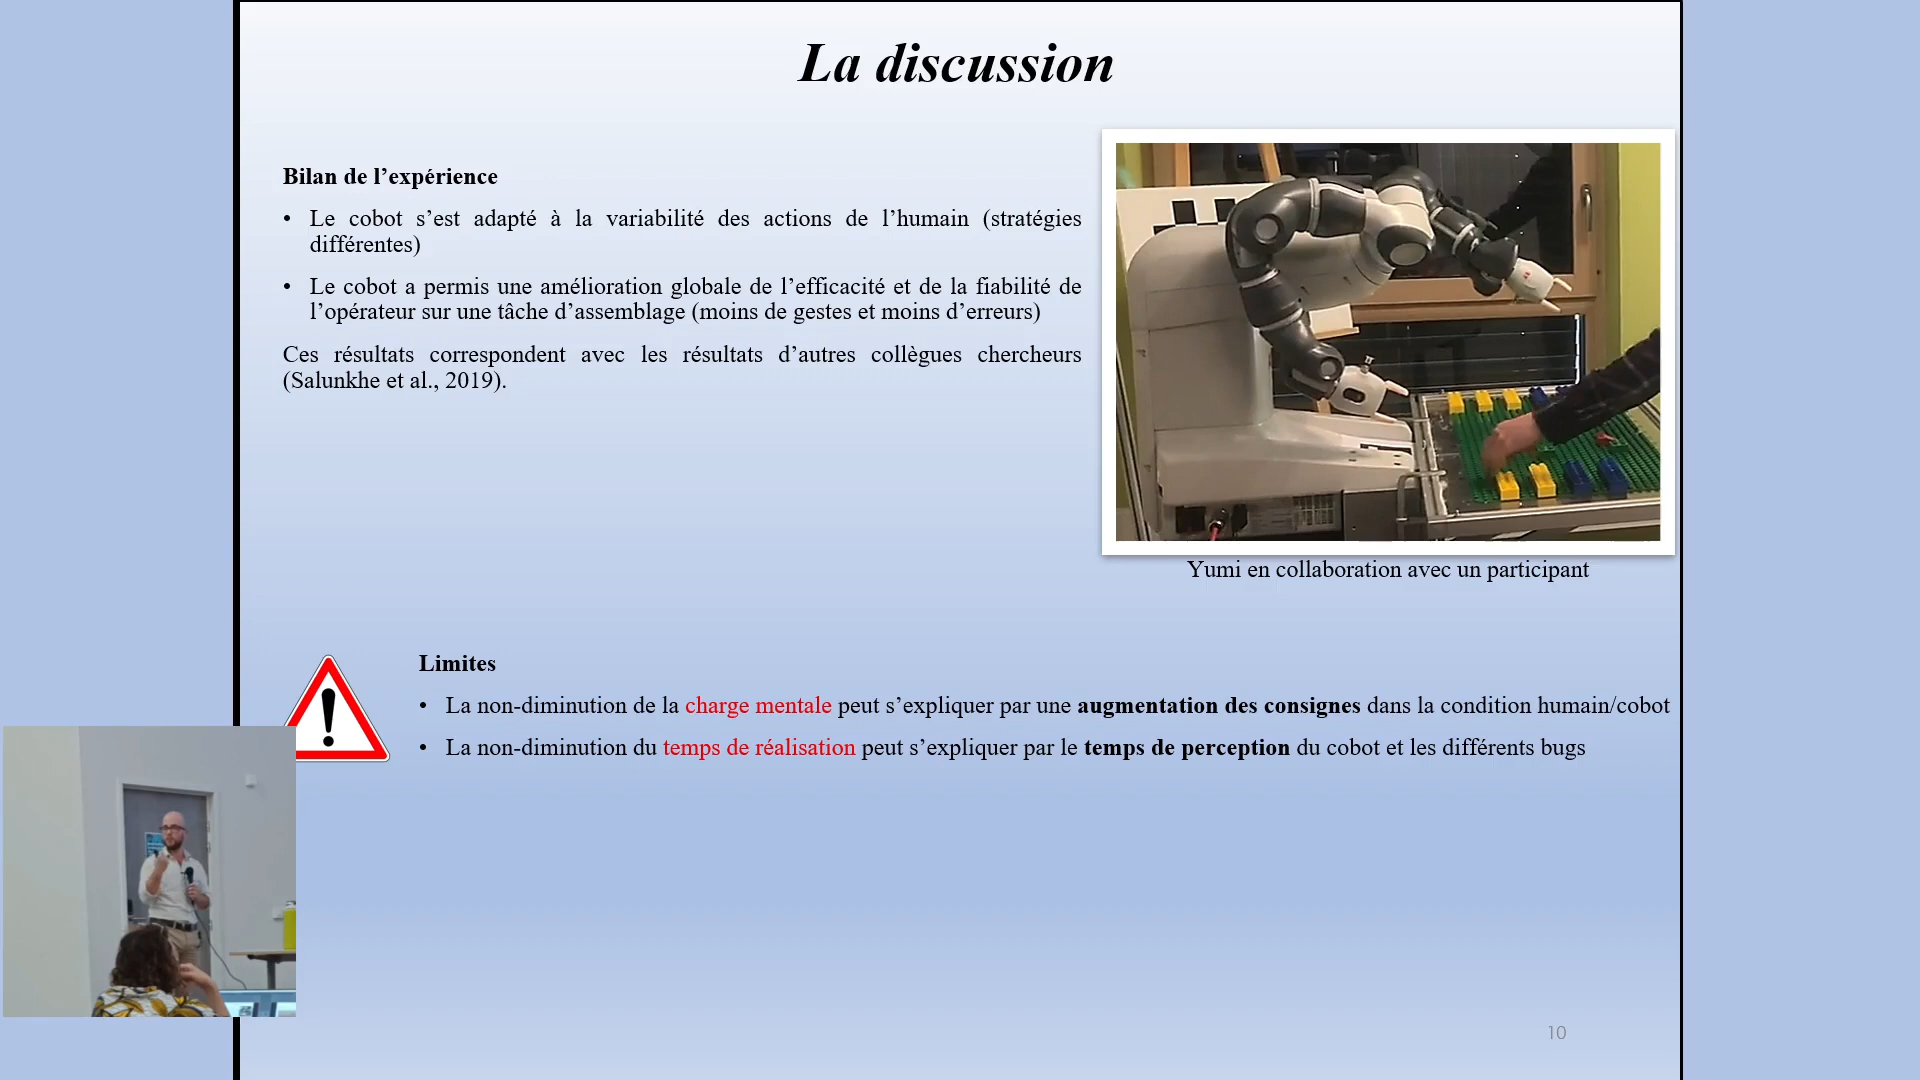 La discussion
Bilan de l’expérience
• Le cobot s’est adapté à la variabilité des actions de l’humain (stratégies
différentes)
• Le cobot a permis une amélioration globale de l’efficacité et de la fiabilité de
l’opérateur sur une tâche d’assemblage (moins de gestes et moins d’erreurs)
Ces résultats correspondent avec les résultats d’autres collègues chercheurs
(Salunkhe et al., 2019).
Yumi en collaboration avec un participant
Limites
• La non-diminution de la charge mentale peut s’expliquer par une augmentation des consignes dans la condition humain/cobot
• La non-diminution du temps de réalisation peut s’expliquer par le temps de perception du cobot et les différents bugs
10